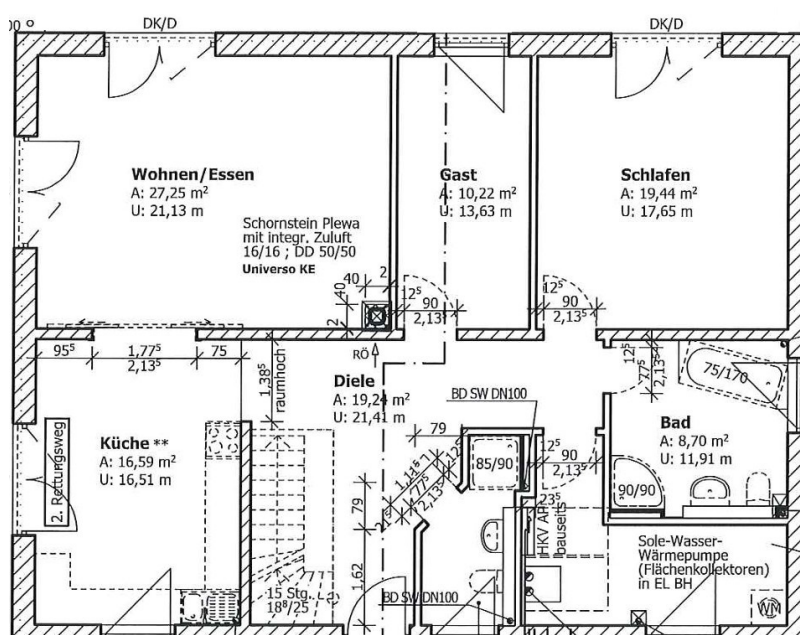 DK/D
DK/D
00 °
Wohnen/Essen
A: 27,25 m²
U: 21,13 m
Gast
A: 10,22 m²
U: 13,63 m
Schlafen
A: 19,44 m²
U: 17,65 m
Schornstein Plewa
mit integr. Zuluft
16/16 ; DD 50/50
Universo KE
40
2
40
2
12⁵
90
2,13⁵
12⁵
90
2,13⁵
95⁵
1,77⁵
2,13⁵
75
RÖ
1,38⁵
raumhoch
Diele
A: 19,24 m²
U: 21,41 m
BD SW DN100
12⁵
77⁵
2,13⁵
75/170
Küche **
A: 16,59 m²
U: 16,51 m
2. Rettungsweg
79
85/90
90
2,13⁵
Bad
A: 8,70 m²
U: 11,91 m
90/90
77⁵
2,13⁵
79
1,62
23⁵
HKV AP
bauseits
Sole-Wasser-
Wärmepumpe
(Flächenkollektoren)
in EL BH
15 Stg.
18⁸/25
BD SW DN100
WM